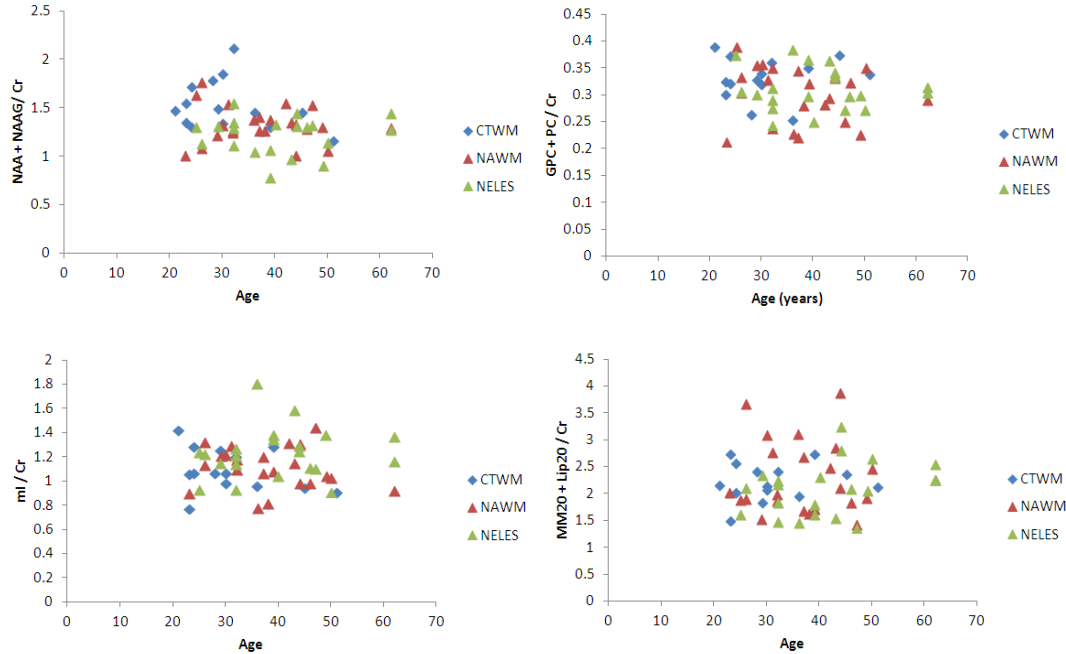 2.5
2
1.5
1
0.5
0
0 10 20 30 40 50 60 70
NAA + NAAG/ Cr
Age
CTWM
NAWM
NELES
0.45
0.4
0.35
0.3
0.25
0.2
0.15
0.1
0.05
0
0 10 20 30 40 50 60 70
GPC + PC / Cr
Age (years)
CTWM
NAWM
NELES
2
1.8
1.6
1.4
1.2
1
0.8
0.6
0.4
0.2
0
0 10 20 30 40 50 60 70
mI / Cr
Age
CTWM
NAWM
NELES
4.5
4
3.5
3
2.5
2
1.5
1
0.5
0
0 10 20 30 40 50 60 70
MM20 + Lip20 / Cr
Age
CTWM
NAWM
NELES